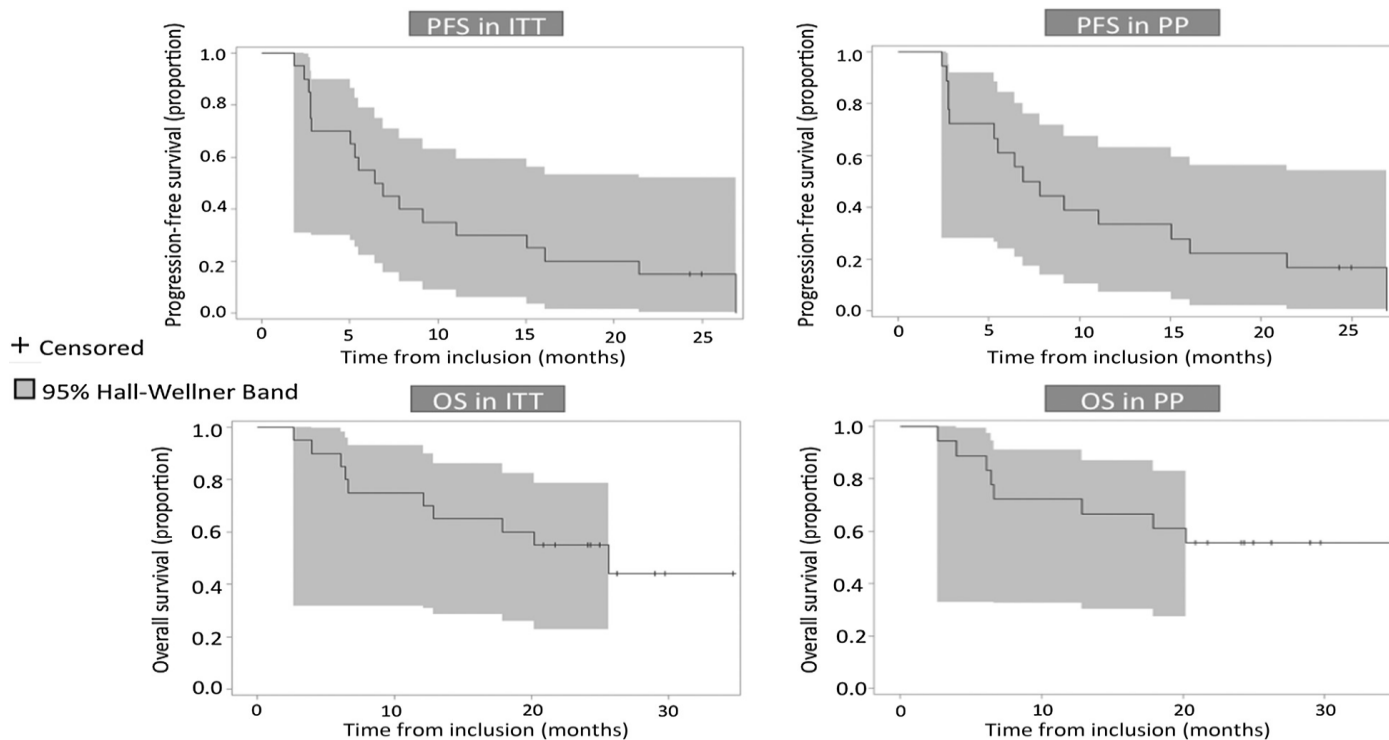 PFS in ITT
PFS in PP
Progression-free survival (proportion)
1.0
0.8
0.6
0.4
0.2
0.0
0 5 10 15 20 25
Time from inclusion (months)
Progression-free survival (proportion)
1.0
0.8
0.6
0.4
0.2
0.0
0 5 10 15 20 25
Time from inclusion (months)
+ Censored
95% Hall-Wellner Band
OS in ITT
OS in PP
Overall survival (proportion)
1.0
0.8
0.6
0.4
0.2
0.0
0 10 20 30
Time from inclusion (months)
Overall survival (proportion)
1.0
0.8
0.6
0.4
0.2
0.0
0 10 20 30
Time from inclusion (months)